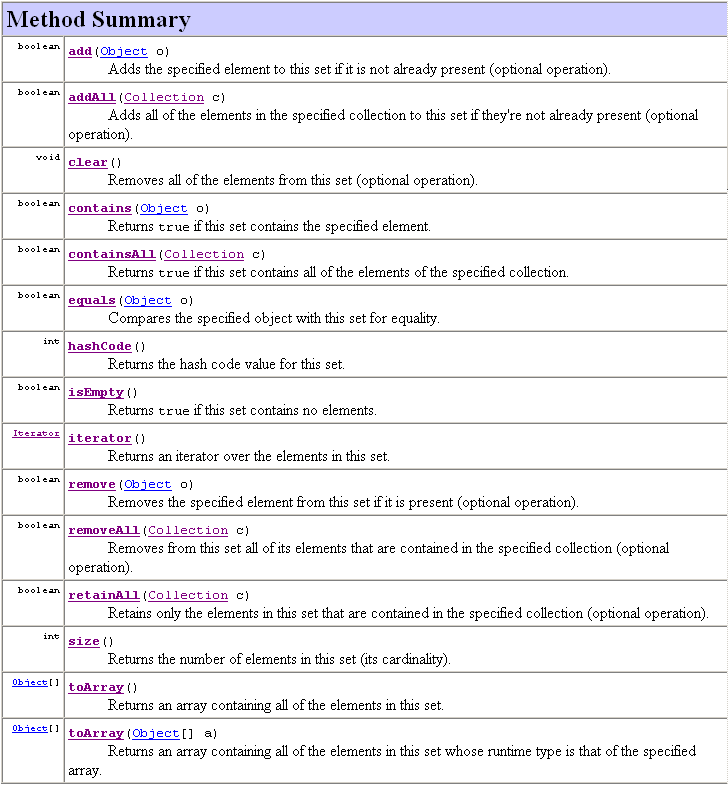 Method Summary
boolean add(Object o)
Adds the specified element to this set if it is not already present (optional operation).
boolean addAll(Collection c)
Adds all of the elements in the specified collection to this set if they're not already present (optional
operation).
void clear()
Removes all of the elements from this set (optional operation).
boolean contains(Object o)
Returns true if this set contains the specified element.
boolean containsAll(Collection c)
Returns true if this set contains all of the elements of the specified collection.
boolean equals(Object o)
Compares the specified object with this set for equality.
int hashCode()
Returns the hash code value for this set.
boolean isEmpty()
Returns true if this set contains no elements.
Iterator iterator()
Returns an iterator over the elements in this set.
boolean remove(Object o)
Removes the specified element from this set if it is present (optional operation).
boolean removeAll(Collection c)
Removes from this set all of its elements that are contained in the specified collection (optional
operation).
boolean retainAll(Collection c)
Retains only the elements in this set that are contained in the specified collection (optional operation).
int size()
Returns the number of elements in this set (its cardinality).
Object[] toArray()
Returns an array containing all of the elements in this set.
Object[] toArray(Object[] a)
Returns an array containing all of the elements in this set whose runtime type is that of the specified
array.